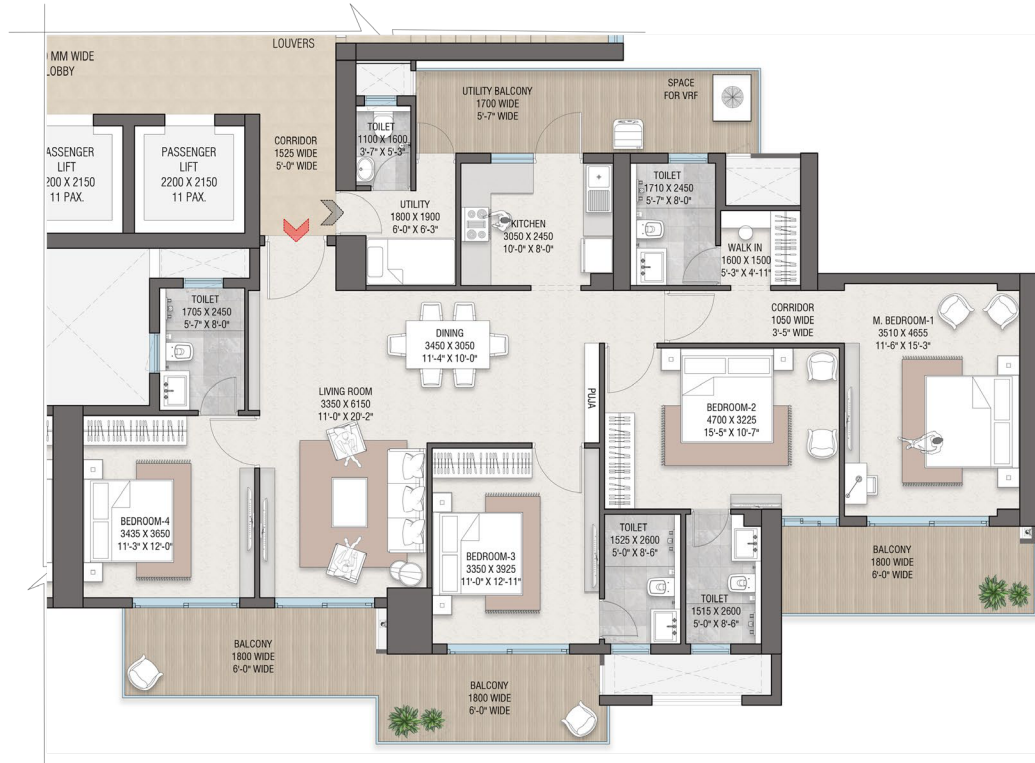 LOUVERS
MM WIDE
LOBBY
PASSENGER
LIFT
2200 X 2150
11 PAX.
PASSENGER
LIFT
2200 X 2150
11 PAX.
CORRIDOR
1525 WIDE
5'-0" WIDE
TOILET
1100 X 1600
3'-7" X 5'-3"
UTILITY BALCONY
1700 WIDE
5'-7" WIDE
SPACE
FOR VRF
UTILITY
1800 X 1900
6'-0" X 6'-3"
KITCHEN
3050 X 2450
10'-0" X 8'-0"
TOILET
1710 X 2450
5'-7" X 8'-0"
WALK IN
1600 X 1500
5'-3" X 4'-11"
TOILET
1705 X 2450
5'-7" X 8'-0"
DINING
3450 X 3050
11'-4" X 10'-0"
CORRIDOR
1050 WIDE
3'-5" WIDE
M. BEDROOM-1
3510 X 4655
11'-6" X 15'-3"
LIVING ROOM
3350 X 6150
11'-0" X 20'-2"
PUJA
BEDROOM-2
4700 X 3225
15'-5" X 10'-7"
BEDROOM-4
3435 X 3650
11'-3" X 12'-0"
BEDROOM-3
3350 X 3925
11'-0" X 12'-11"
TOILET
1525 X 2600
5'-0" X 8'-6"
TOILET
1515 X 2600
5'-0" X 8'-6"
BALCONY
1800 WIDE
6'-0" WIDE
BALCONY
1800 WIDE
6'-0" WIDE
BALCONY
1800 WIDE
6'-0" WIDE